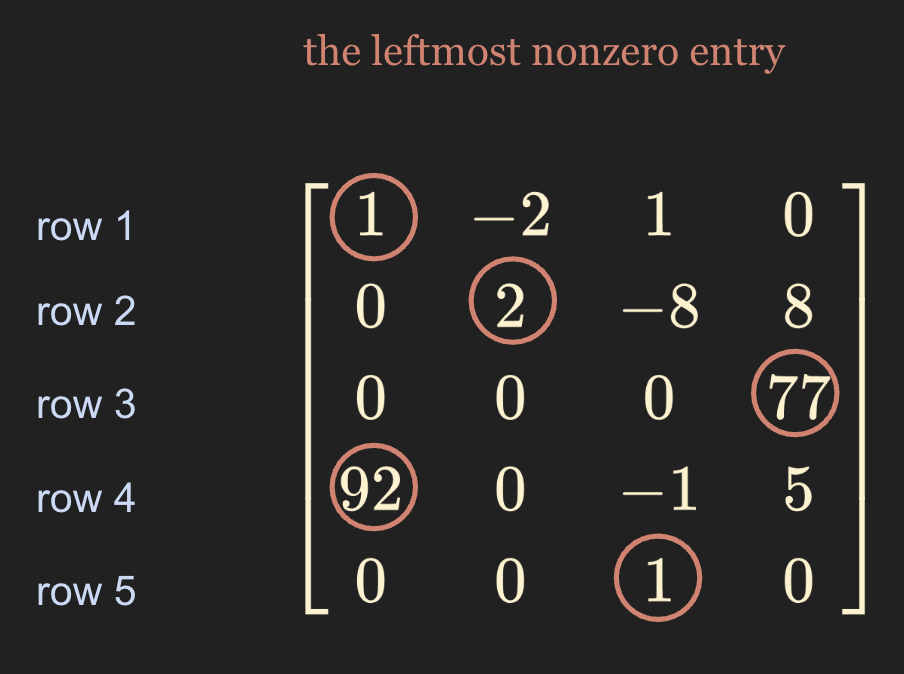 the leftmost nonzero entry
row 1 1 −2 1 0
row 2 0 2 −8 8
row 3 0 0 0 77
row 4 92 0 −1 5
row 5 0 0 1 0